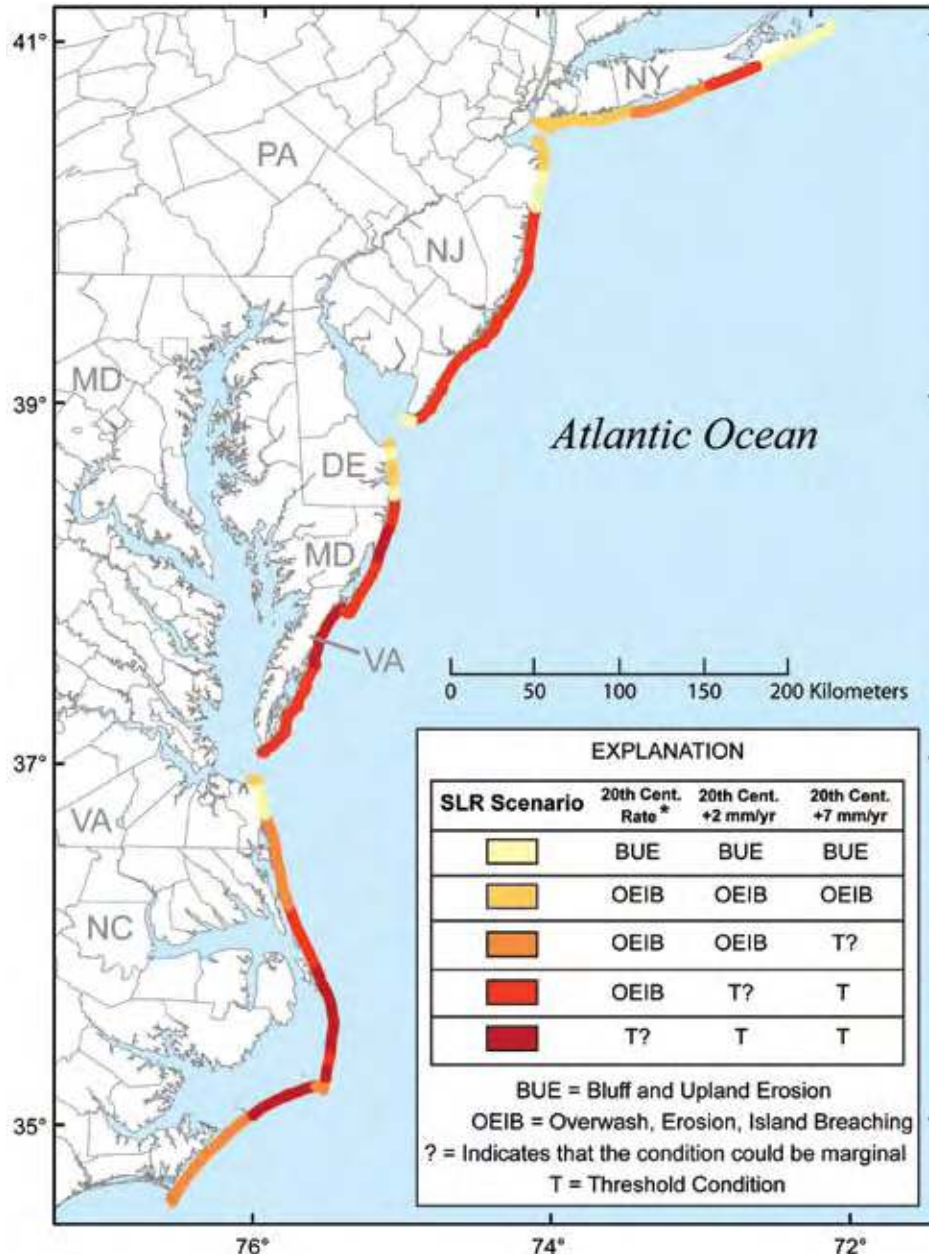 41°
NY
PA
NJ
MD
39°
Atlantic Ocean
DE
MD
VA
0 50 100 150 200 Kilometers
37°
EXPLANATION
SLR Scenario 20th Cent. Rate* 20th Cent. +2 mm/yr 20th Cent. +7 mm/yr
BUE BUE BUE
OEIB OEIB OEIB
OEIB OEIB T?
OEIB T? T
T? T T
BUE = Bluff and Upland Erosion
OEIB = Overwash, Erosion, Island Breaching
? = Indicates that the condition could be marginal
T = Threshold Condition
VA
NC
35°
76° 74° 72°